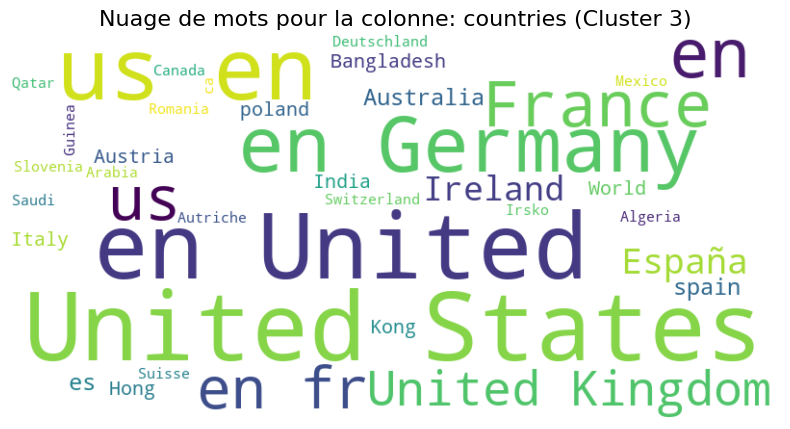 Nuage de mots pour la colonne: countries (Cluster 3)
Deutschland
en
us en
Bangladesh
Canada
Qatar
ca
Mexico
France
Australia
Romania
poland
Guinea
en Germany
Austria
Slovenia
Arabia
India
Ireland
World
us
Switzerland
Saudi
Irsko
Autriche
Algeria
en United
Italy
España
spain
United States
Kong
Suisse
es
Hong
en fr
United Kingdom